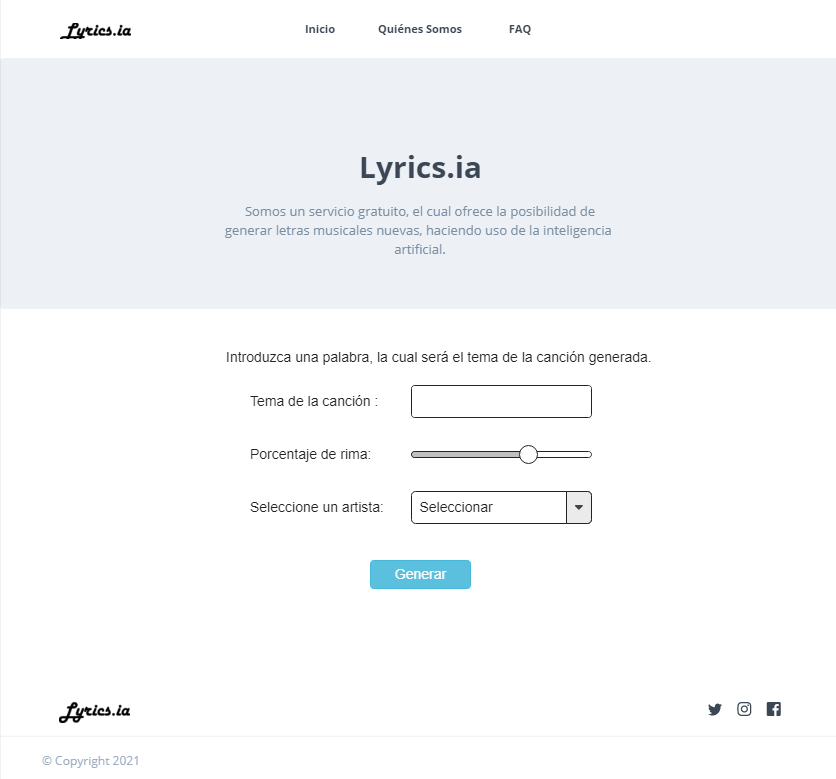 Lyrics.ia
Inicio
Quiénes Somos
FAQ
Lyrics.ia
Somos un servicio gratuito, el cual ofrece la posibilidad de
generar letras musicales nuevas, haciendo uso de la inteligencia
artificial.
Introduzca una palabra, la cual será el tema de la canción generada.
Tema de la canción :
Porcentaje de rima:
Seleccione un artista:
Seleccionar
Generar
Lyrics.ia
© Copyright 2021